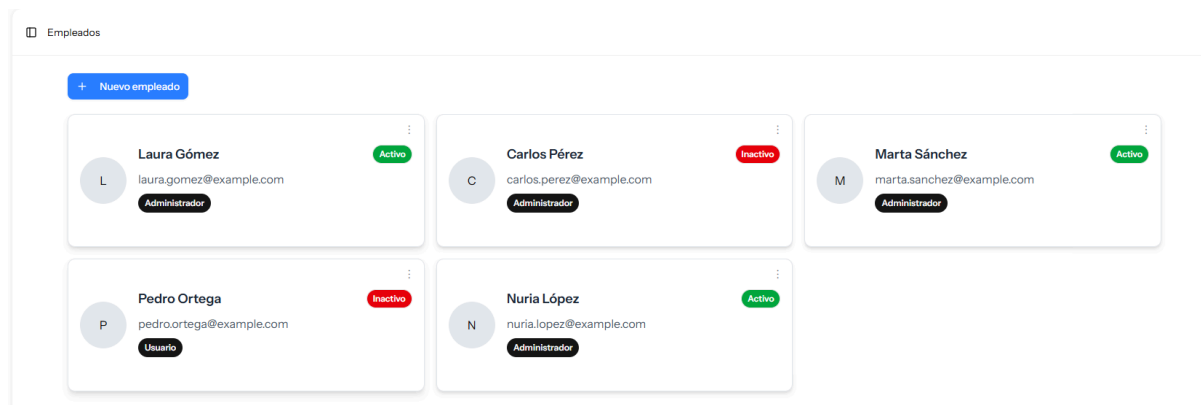 Empleados
+ Nuevo empleado
L
Laura Gómez
Activo
laura.gomez@example.com
Administrador
C
Carlos Pérez
Inactivo
carlos.perez@example.com
Administrador
M
Marta Sánchez
Activo
marta.sanchez@example.com
Administrador
P
Pedro Ortega
Inactivo
pedro.ortega@example.com
Usuario
N
Nuria López
Activo
nuria.lopez@example.com
Administrador